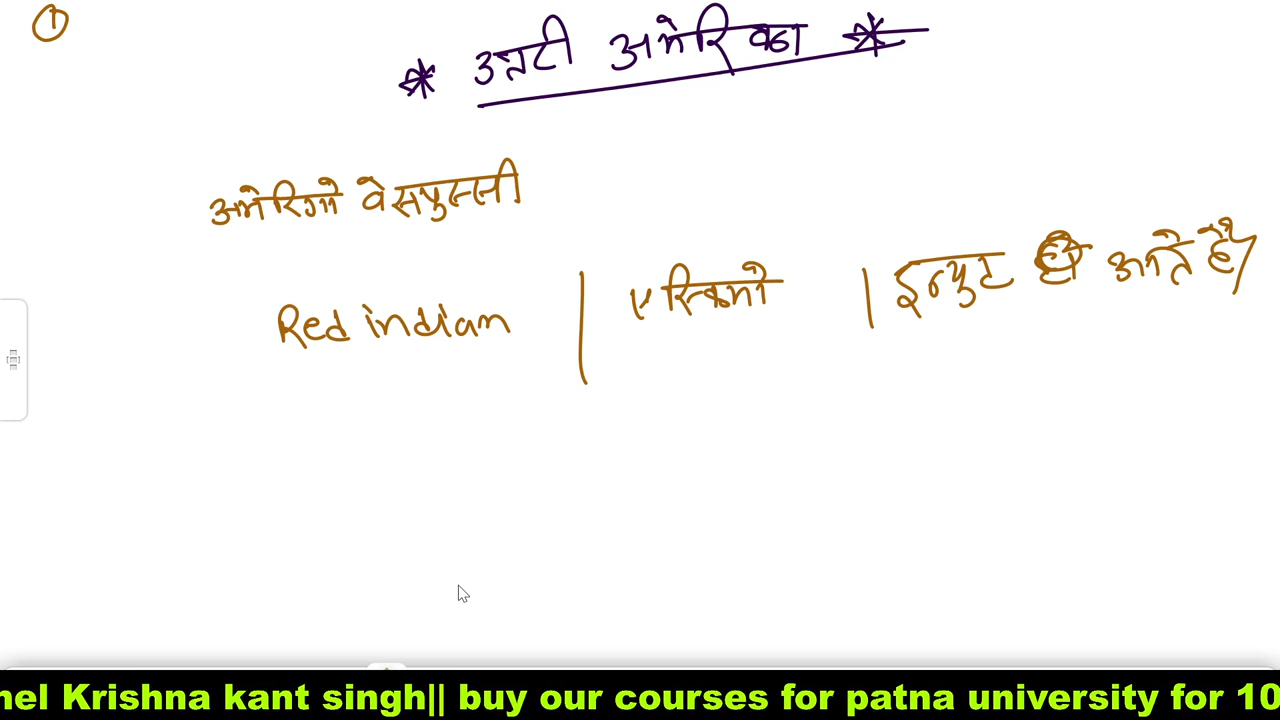 ①
* उत्तरी अमेरिका *
अमेरिगो वेसपुस्सी
Red indian | एस्किमो | इन्युट आते है/
nel Krishna kant singh|| buy our courses for patna university for 10